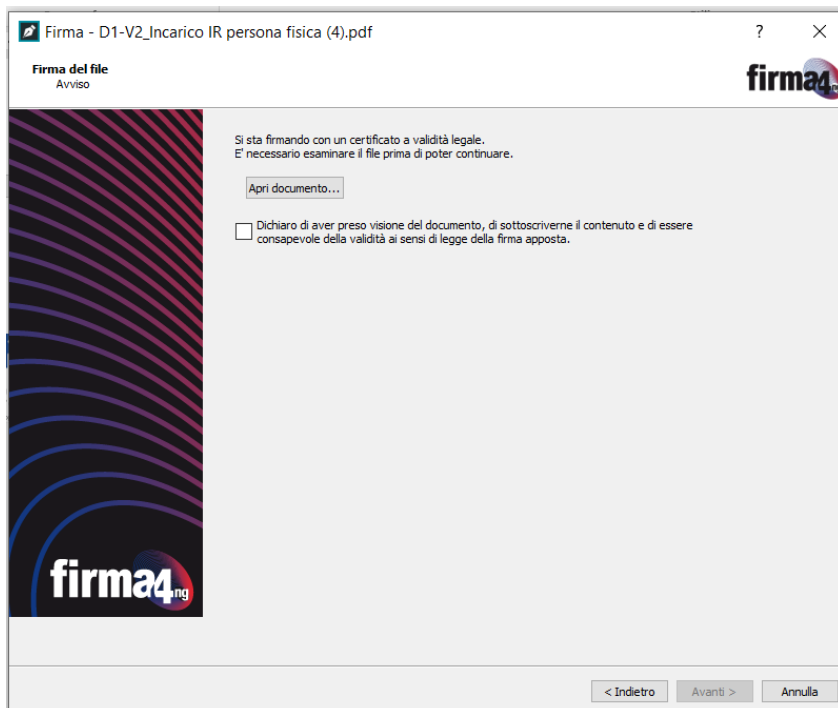 Firma - D1-V2_Incarico IR persona fisica (4).pdf
?
Firma del file
Avviso
firma4ng
Si sta firmando con un certificato a validità legale.
E' necessario esaminare il file prima di poter continuare.
Apri documento...
Dichiaro di aver preso visione del documento, di sottoscriverne il contenuto e di essere
consapevole della validità ai sensi di legge della firma apposta.
firma4ng
< Indietro
Avanti >
Annulla